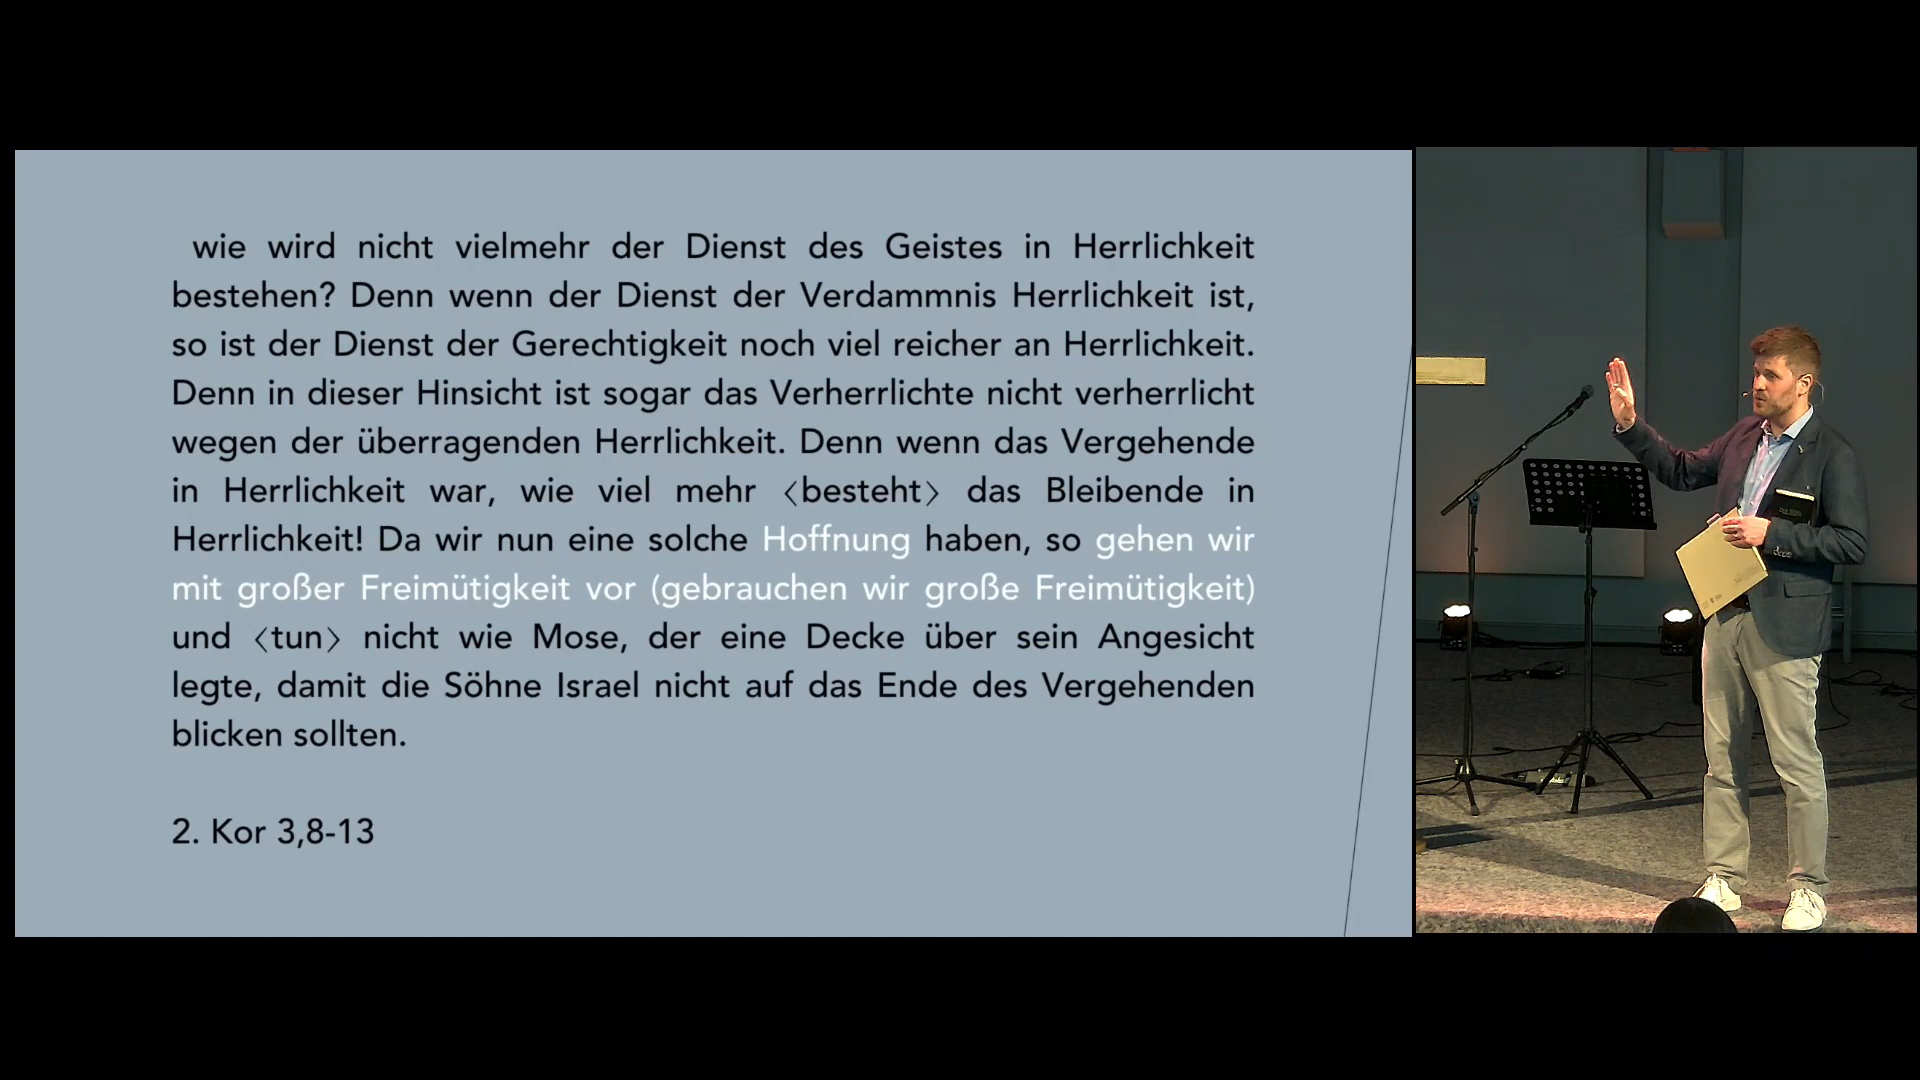 wie wird nicht vielmehr der Dienst des Geistes in Herrlichkeit
bestehen? Denn wenn der Dienst der Verdammnis Herrlichkeit ist,
so ist der Dienst der Gerechtigkeit noch viel reicher an Herrlichkeit.
Denn in dieser Hinsicht ist sogar das Verherrlichte nicht verherrlicht
wegen der überragenden Herrlichkeit. Denn wenn das Vergehende
in Herrlichkeit war, wie viel mehr 〈besteht〉 das Bleibende in
Herrlichkeit! Da wir nun eine solche Hoffnung haben, so gehen wir
mit großer Freimütigkeit vor (gebrauchen wir große Freimütigkeit)
und 〈tun〉 nicht wie Mose, der eine Decke über sein Angesicht
legte, damit die Söhne Israel nicht auf das Ende des Vergehenden
blicken sollten.
2. Kor 3,8-13